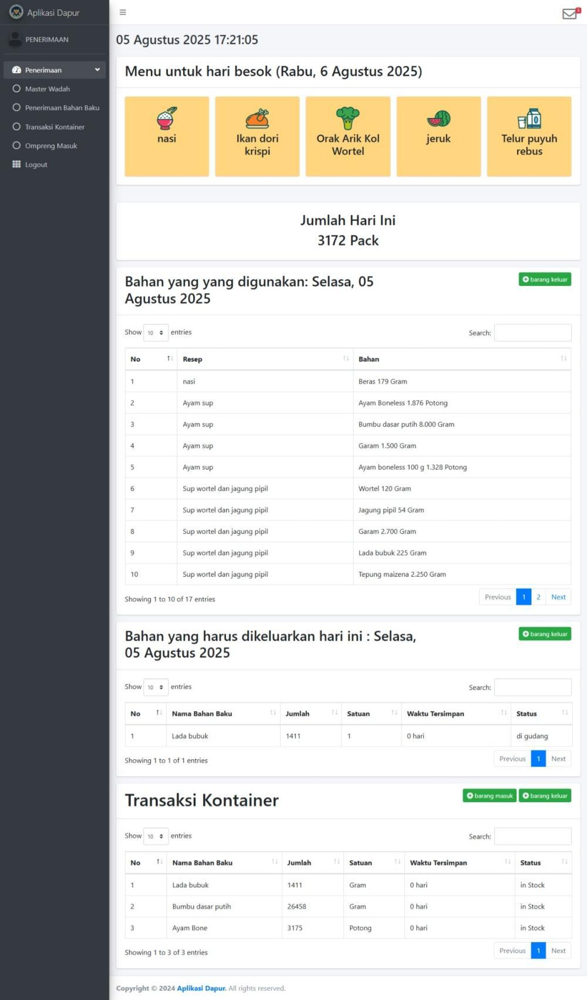 Aplikasi Dapur
5
PENERIMAAN
Penerimaan
Master Wadah
Penerimaan Bahan Baku
Transaksi Kontainer
Ompreng Masuk
Logout
05 Agustus 2025 17:21:05
Menu untuk hari besok (Rabu, 6 Agustus 2025)
nasi
Ikan dori
krispi
Orak Arik Kol
Wortel
jeruk
Telur puyuh
rebus
Jumlah Hari Ini
3172 Pack
Bahan yang yang digunakan: Selasa, 05
Agustus 2025
barang keluar
Show 10 entries Search:
No Resep Bahan
1 nasi Beras 179 Gram
2 Ayam sup Ayam Boneless 1.876 Potong
3 Ayam sup Bumbu dasar putih 8.000 Gram
4 Ayam sup Garam 1.500 Gram
5 Ayam sup Ayam boneless 100 g 1.328 Potong
6 Sup wortel dan jagung pipil Wortel 120 Gram
7 Sup wortel dan jagung pipil Jagung pipil 54 Gram
8 Sup wortel dan jagung pipil Garam 2.700 Gram
9 Sup wortel dan jagung pipil Lada bubuk 225 Gram
10 Sup wortel dan jagung pipil Tepung maizena 2.250 Gram
Showing 1 to 10 of 17 entries Previous 1 2 Next
Bahan yang harus dikeluarkan hari ini : Selasa,
05 Agustus 2025
barang keluar
Show 10 entries Search:
No Nama Bahan Baku Jumlah Satuan Waktu Tersimpan Status
1 Lada bubuk 1411 1 0 hari di gudang
Showing 1 to 1 of 1 entries Previous 1 Next
Transaksi Kontainer barang masuk barang keluar
Show 10 entries Search:
No Nama Bahan Baku Jumlah Satuan Waktu Tersimpan Status
1 Lada bubuk 1411 Gram 0 hari in Stock
2 Bumbu dasar putih 26458 Gram 0 hari in Stock
3 Ayam Bone 3175 Potong 0 hari in Stock
Showing 1 to 3 of 3 entries Previous 1 Next
Copyright © 2024 Aplikasi Dapur. All rights reserved.